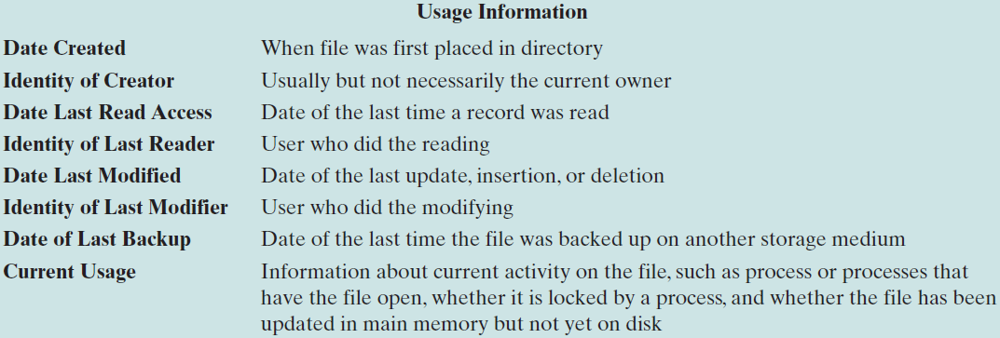 Usage Information
Date Created When file was first placed in directory
Identity of Creator Usually but not necessarily the current owner
Date Last Read Access Date of the last time a record was read
Identity of Last Reader User who did the reading
Date Last Modified Date of the last update, insertion, or deletion
Identity of Last Modifier User who did the modifying
Date of Last Backup Date of the last time the file was backed up on another storage medium
Current Usage Information about current activity on the file, such as process or processes that
have the file open, whether it is locked by a process, and whether the file has been
updated in main memory but not yet on disk